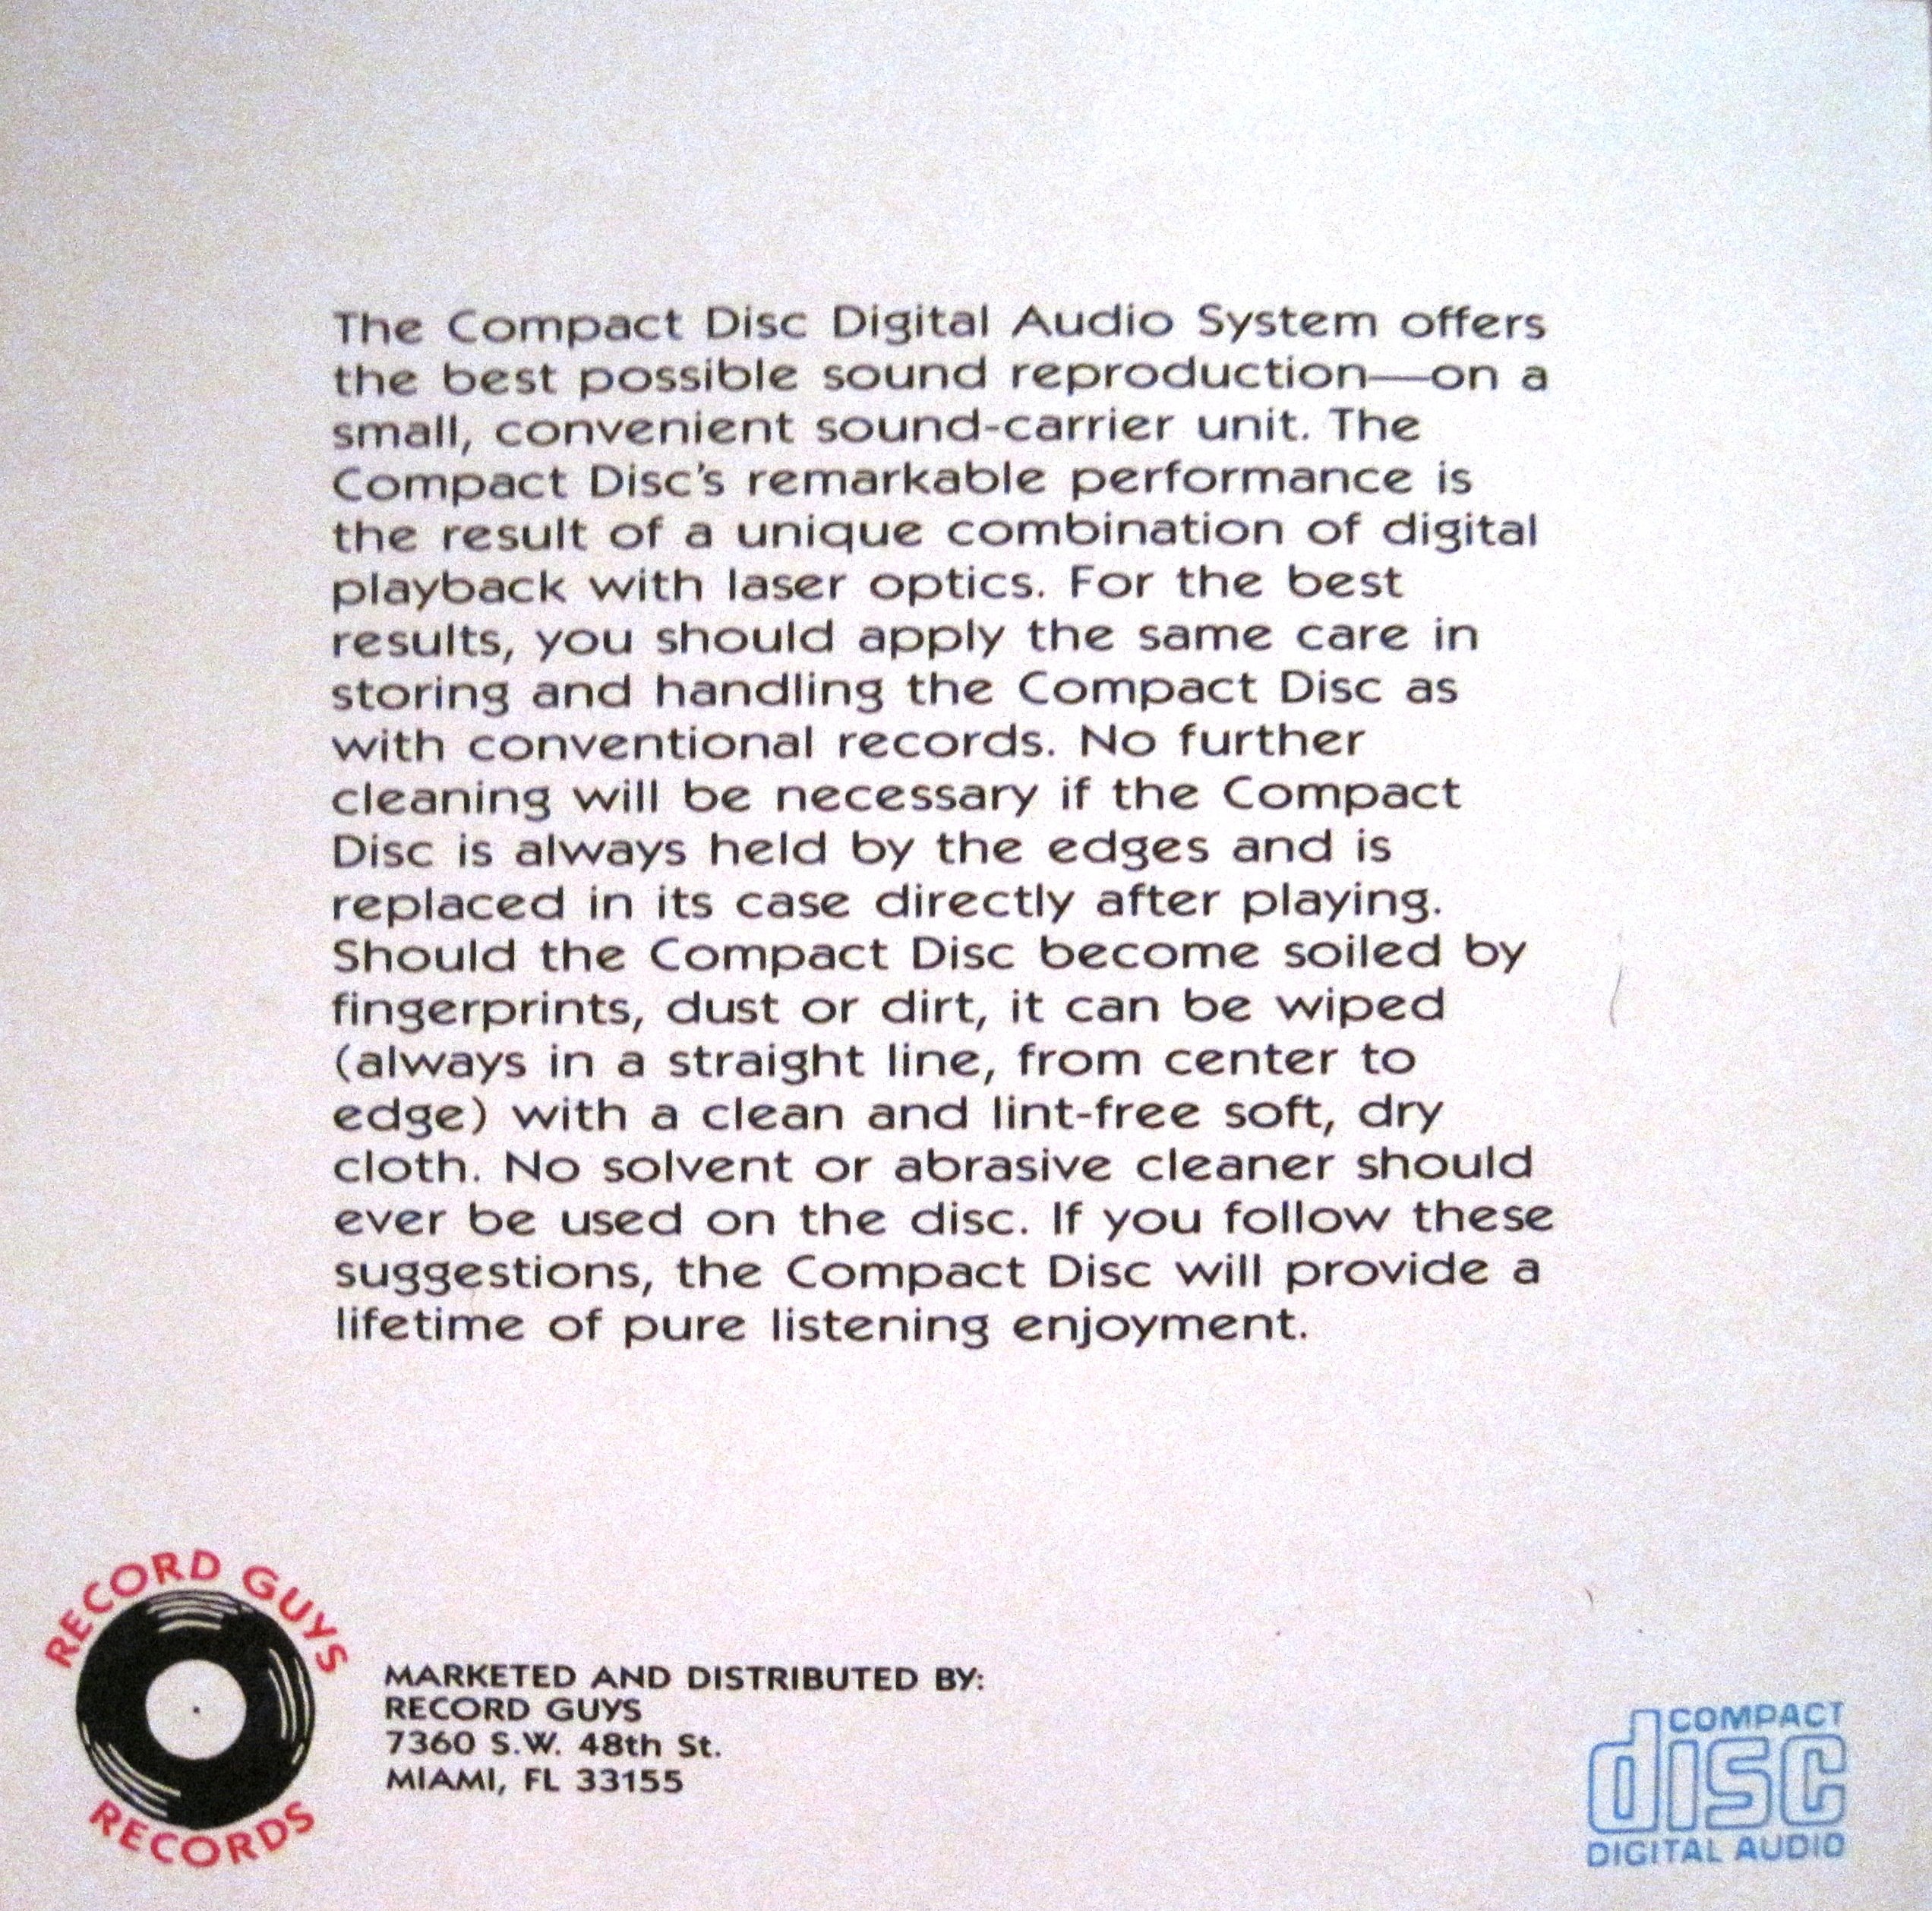 The Compact Disc Digital Audio System offers
the best possible sound reproduction—on a
small, convenient sound-carrier unit. The
Compact Disc's remarkable performance is
the result of a unique combination of digital
playback with laser optics. For the best
results, you should apply the same care in
storing and handling the Compact Disc as
with conventional records. No further
cleaning will be necessary if the Compact
Disc is always held by the edges and is
replaced in its case directly after playing.
Should the Compact Disc become soiled by
fingerprints, dust or dirt, it can be wiped
(always in a straight line, from center to
edge) with a clean and lint-free soft, dry
cloth. No solvent or abrasive cleaner should
ever be used on the disc. If you follow these
suggestions, the Compact Disc will provide a
lifetime of pure listening enjoyment.
RECORD GUYS
RECORDS
MARKETED AND DISTRIBUTED BY:
RECORD GUYS
7360 S.W. 48th St.
MIAMI, FL 33155
COMPACT
disc
DIGITAL AUDIO